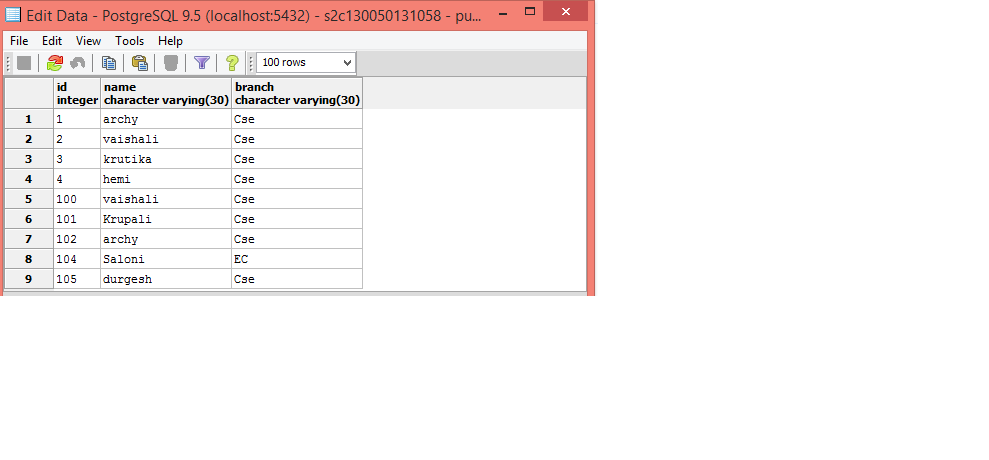 Edit Data - PostgreSQL 9.5 (localhost:5432) - s2c130050131058 - pu...
File Edit View Tools Help
100 rows
id name branch
integer character varying(30) character varying(30)
1 1 archy Cse
2 2 vaishali Cse
3 3 krutika Cse
4 4 hemi Cse
5 100 vaishali Cse
6 101 Krupali Cse
7 102 archy Cse
8 104 Saloni EC
9 105 durgesh Cse